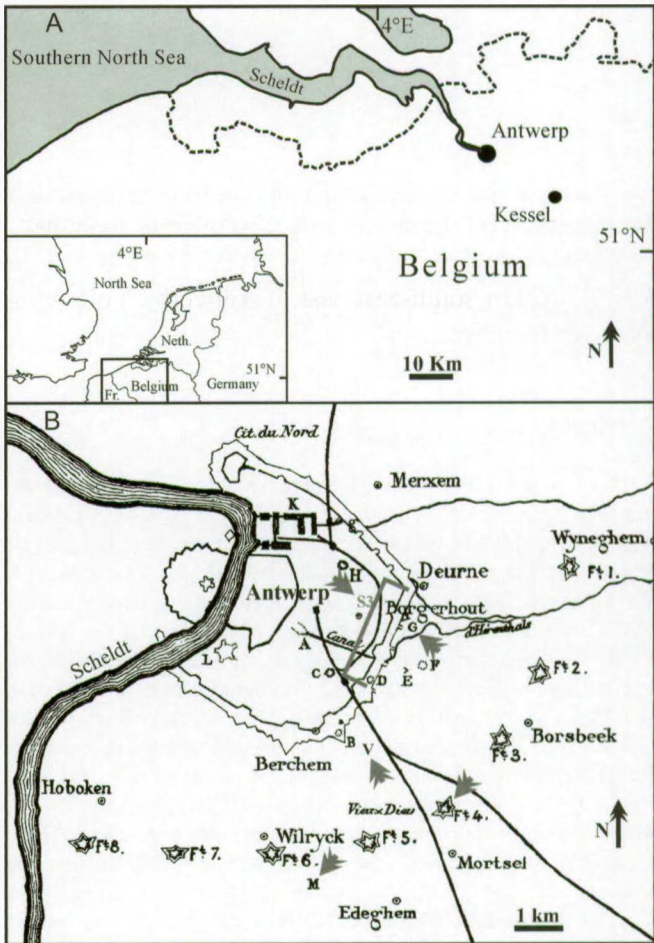 A
4°E
Southern North Sea
Scheldt
Antwerp
Kessel
51°N
Belgium
10 Km
N
4°E
North Sea
Neth.
51°N
Fr.
Belgium
Germany
B
Cit. du Nord
K
Merxem
g
Wyneghem
Ft 1.
H
Deurne
Antwerp
S3
Borgerhout
G
d'Herenthals
Scheldt
A
L
C
D
E
F
Ft 2.
B
V
Berchem
Borsbeek
Ft 3.
Hoboken
Vieux Dieu
Ft 4.
N
Wilryck
Ft 8.
Ft 7.
Ft 6.
Ft 5.
Mortsel
M
Edeghem
1 km